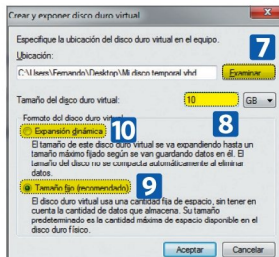 Crear y exponer disco duro virtual
Especifique la ubicación del disco duro virtual en el equipo.
7
Ubicación:
C:\Users\Fernando\Desktop\Mi disco temporal.vhd
Examinar...
Tamaño del disco duro virtual:
10
GB
8
Formato del disco duro virtual
Expansión dinámica
10
El tamaño de este disco duro virtual se va expandiendo hasta un
tamaño máximo fijado según se van guardando datos en él. El
tamaño del disco no se compacta automáticamente al eliminar
datos.
9
Tamaño fijo (recomendado)
El disco duro virtual usa una cantidad fija de espacio, sin tener en
cuenta la cantidad de datos que almacena. Su tamaño
predeterminado es la cantidad máxima de espacio disponible en el
disco duro físico.
Aceptar
Cancelar